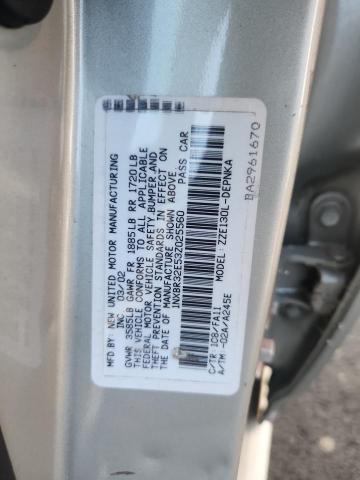 MFD.BY: NEW UNITED MOTOR MANUFACTURING
INC 03/02
GVWR 3585LB GAWR FR 1885LB RR 1720LB
THIS VEHICLE CONFORMS TO ALL APPLICABLE
FEDERAL MOTOR VEHICLE SAFETY, BUMPER, AND
THEFT PREVENTION STANDARDS IN EFFECT ON
THE DATE OF MANUFACTURE SHOWN ABOVE.
1NXBR32E53Z025560 PASS CAR
MODEL: ZZE130L-DEPNKA
C/TR 1C8/FA11
A/TM -02A/A245E
BA2961670